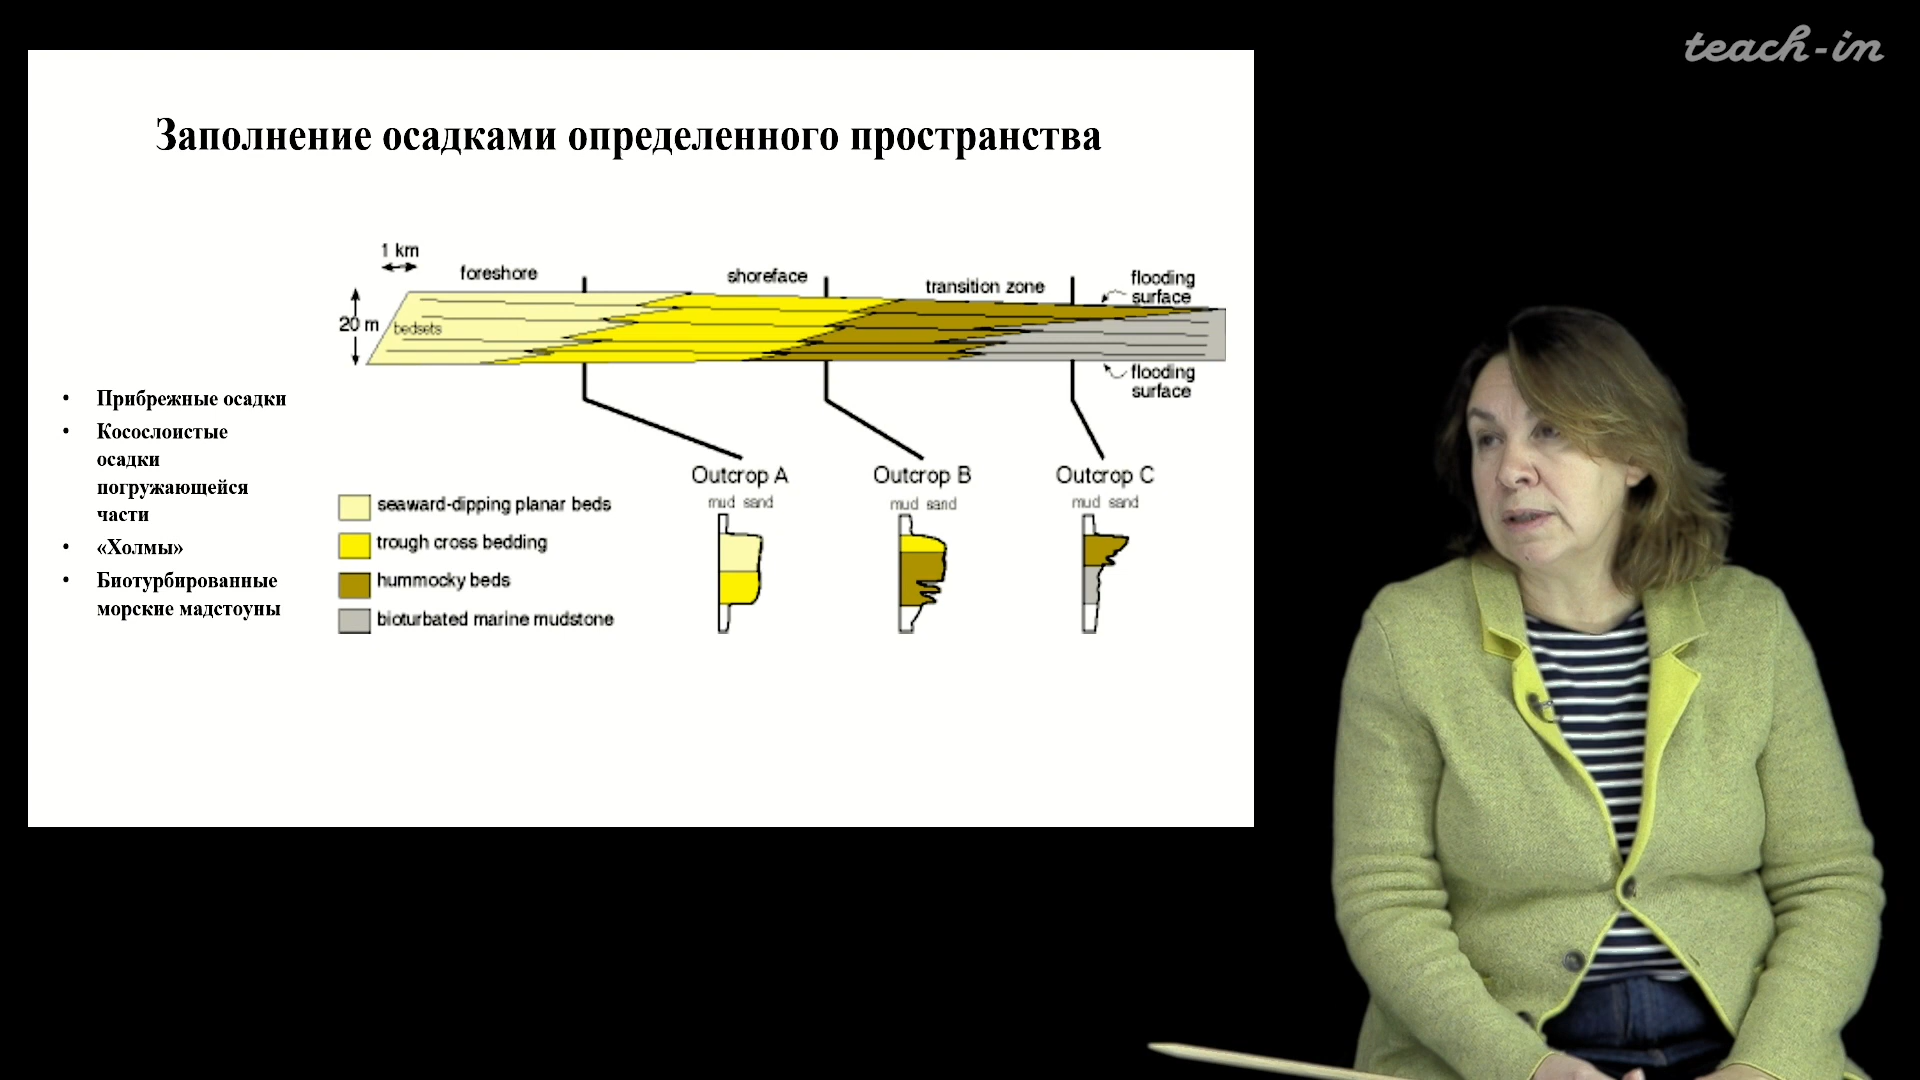 teach-in
Заполнение осадками определенного пространства
1 km
foreshore
shoreface
transition zone
flooding
surface
20 m
bedsets
flooding
surface
• Прибрежные осадки
• Косослоистые
осадки
погружающейся
части
• «Холмы»
• Биотурбированные
морские мадстоуны
seaward-dipping planar beds
trough cross bedding
hummocky beds
bioturbated marine mudstone
Outcrop A
mud sand
Outcrop B
mud sand
Outcrop C
mud sand